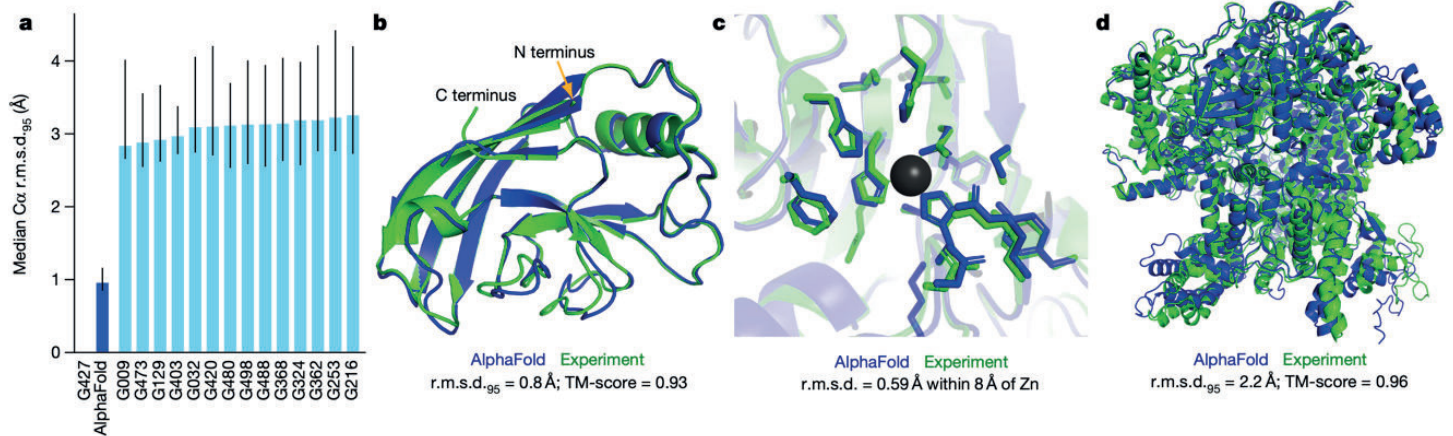 a
Median Cα r.m.s.d.95 (Å)
4
3
2
1
0
G427
AlphaFold
G009
G473
G129
G403
G032
G420
G480
G498
G488
G368
G324
G362
G253
G216
b
N terminus
C terminus
AlphaFold Experiment
r.m.s.d.95 = 0.8 Å; TM-score = 0.93
c
AlphaFold Experiment
r.m.s.d. = 0.59 Å within 8 Å of Zn
d
AlphaFold Experiment
r.m.s.d.95 = 2.2 Å; TM-score = 0.96